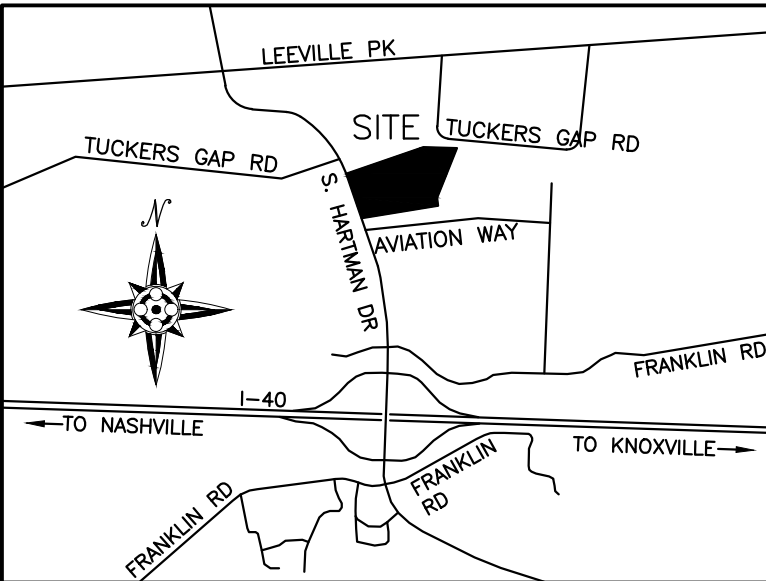 LEEVILLE PK
SITE
TUCKERS GAP RD
TUCKERS GAP RD
N
S. HARTMAN DR
AVIATION WAY
FRANKLIN RD
I-40
TO NASHVILLE
TO KNOXVILLE
FRANKLIN
RD
FRANKLIN RD